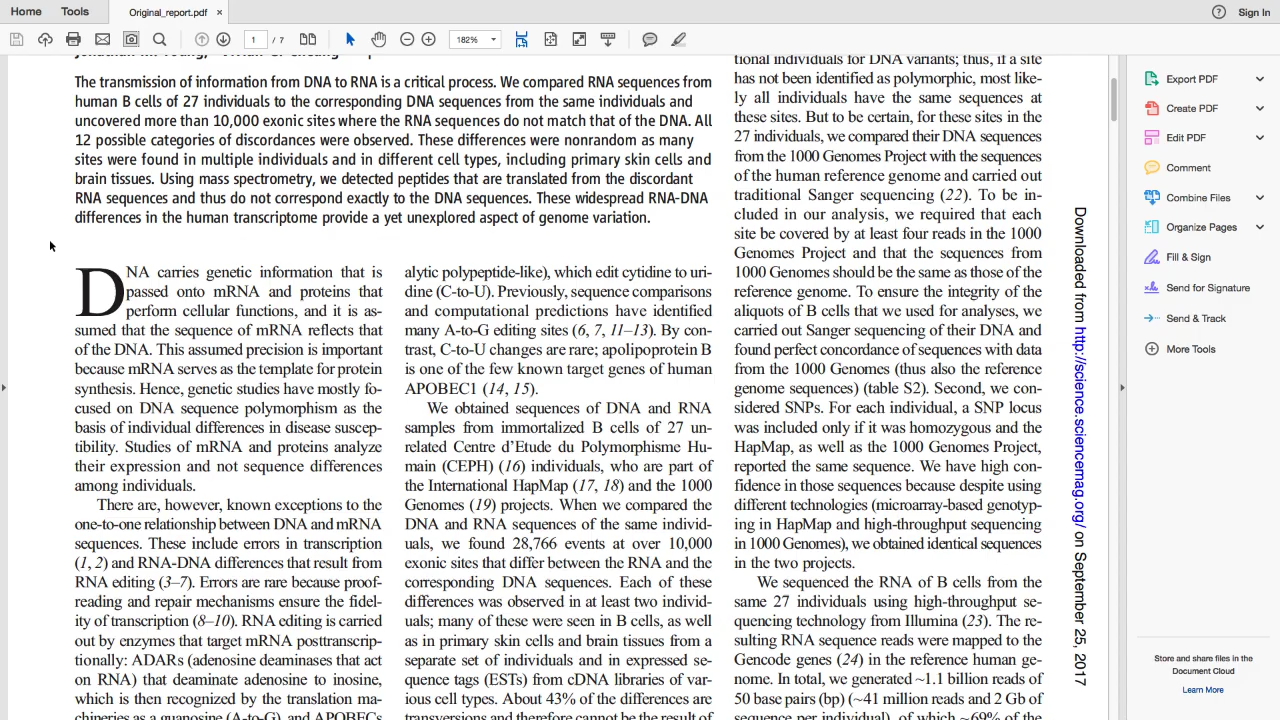 Home
Tools
Original_report.pdf ×
Sign In
1 / 7
182%
The transmission of information from DNA to RNA is a critical process. We compared RNA sequences from
human B cells of 27 individuals to the corresponding DNA sequences from the same individuals and
uncovered more than 10,000 exonic sites where the RNA sequences do not match that of the DNA. All
12 possible categories of discordances were observed. These differences were nonrandom as many
sites were found in multiple individuals and in different cell types, including primary skin cells and
brain tissues. Using mass spectrometry, we detected peptides that are translated from the discordant
RNA sequences and thus do not correspond exactly to the DNA sequences. These widespread RNA-DNA
differences in the human transcriptome provide a yet unexplored aspect of genome variation.
DNA carries genetic information that is
passed onto mRNA and proteins that
perform cellular functions, and it is as-
sumed that the sequence of mRNA reflects that
of the DNA. This assumed precision is important
because mRNA serves as the template for protein
synthesis. Hence, genetic studies have mostly fo-
cused on DNA sequence polymorphism as the
basis of individual differences in disease suscep-
tibility. Studies of mRNA and proteins analyze
their expression and not sequence differences
among individuals.
There are, however, known exceptions to the
one-to-one relationship between DNA and mRNA
sequences. These include errors in transcription
(1, 2) and RNA-DNA differences that result from
RNA editing (3–7). Errors are rare because proof-
reading and repair mechanisms ensure the fidel-
ity of transcription (8–10). RNA editing is carried
out by enzymes that target mRNA posttranscrip-
tionally: ADARs (adenosine deaminases that act
on RNA) that deaminate adenosine to inosine,
which is then recognized by the translation ma-
chineries as a guanosine (A-to-G), and APOBECs
alytic polypeptide-like), which edit cytidine to uri-
dine (C-to-U). Previously, sequence comparisons
and computational predictions have identified
many A-to-G editing sites (6, 7, 11–13). By con-
trast, C-to-U changes are rare; apolipoprotein B
is one of the few known target genes of human
APOBEC1 (14, 15).
We obtained sequences of DNA and RNA
samples from immortalized B cells of 27 un-
related Centre d'Etude du Polymorphisme Hu-
main (CEPH) (16) individuals, who are part of
the International HapMap (17, 18) and the 1000
Genomes (19) projects. When we compared the
DNA and RNA sequences of the same individ-
uals, we found 28,766 events at over 10,000
exonic sites that differ between the RNA and the
corresponding DNA sequences. Each of these
differences was observed in at least two individ-
uals; many of these were seen in B cells, as well
as in primary skin cells and brain tissues from a
separate set of individuals and in expressed se-
quence tags (ESTs) from cDNA libraries of var-
ious cell types. About 43% of the differences are
transversions and therefore cannot be the result of
tional individuals for DNA variants; thus, if a site
has not been identified as polymorphic, most like-
ly all individuals have the same sequences at
these sites. But to be certain, for these sites in the
27 individuals, we compared their DNA sequences
from the 1000 Genomes Project with the sequences
of the human reference genome and carried out
traditional Sanger sequencing (22). To be in-
cluded in our analysis, we required that each
site be covered by at least four reads in the 1000
Genomes Project and that the sequences from
1000 Genomes should be the same as those of the
reference genome. To ensure the integrity of the
aliquots of B cells that we used for analyses, we
carried out Sanger sequencing of their DNA and
found perfect concordance of sequences with data
from the 1000 Genomes (thus also the reference
genome sequences) (table S2). Second, we con-
sidered SNPs. For each individual, a SNP locus
was included only if it was homozygous and the
HapMap, as well as the 1000 Genomes Project,
reported the same sequence. We have high con-
fidence in those sequences because despite using
different technologies (microarray-based genotyp-
ing in HapMap and high-throughput sequencing
in 1000 Genomes), we obtained identical sequences
in the two projects.
We sequenced the RNA of B cells from the
same 27 individuals using high-throughput se-
quencing technology from Illumina (23). The re-
sulting RNA sequence reads were mapped to the
Gencode genes (24) in the reference human ge-
nome. In total, we generated ~1.1 billion reads of
50 base pairs (bp) (~41 million reads and 2 Gb of
sequence per individual), of which ~69% of the
Downloaded from http://science.sciencemag.org/ on September 25, 2017
Export PDF
Create PDF
Edit PDF
Comment
Combine Files
Organize Pages
Fill & Sign
Send for Signature
Send & Track
More Tools
Store and share files in the
Document Cloud
Learn More